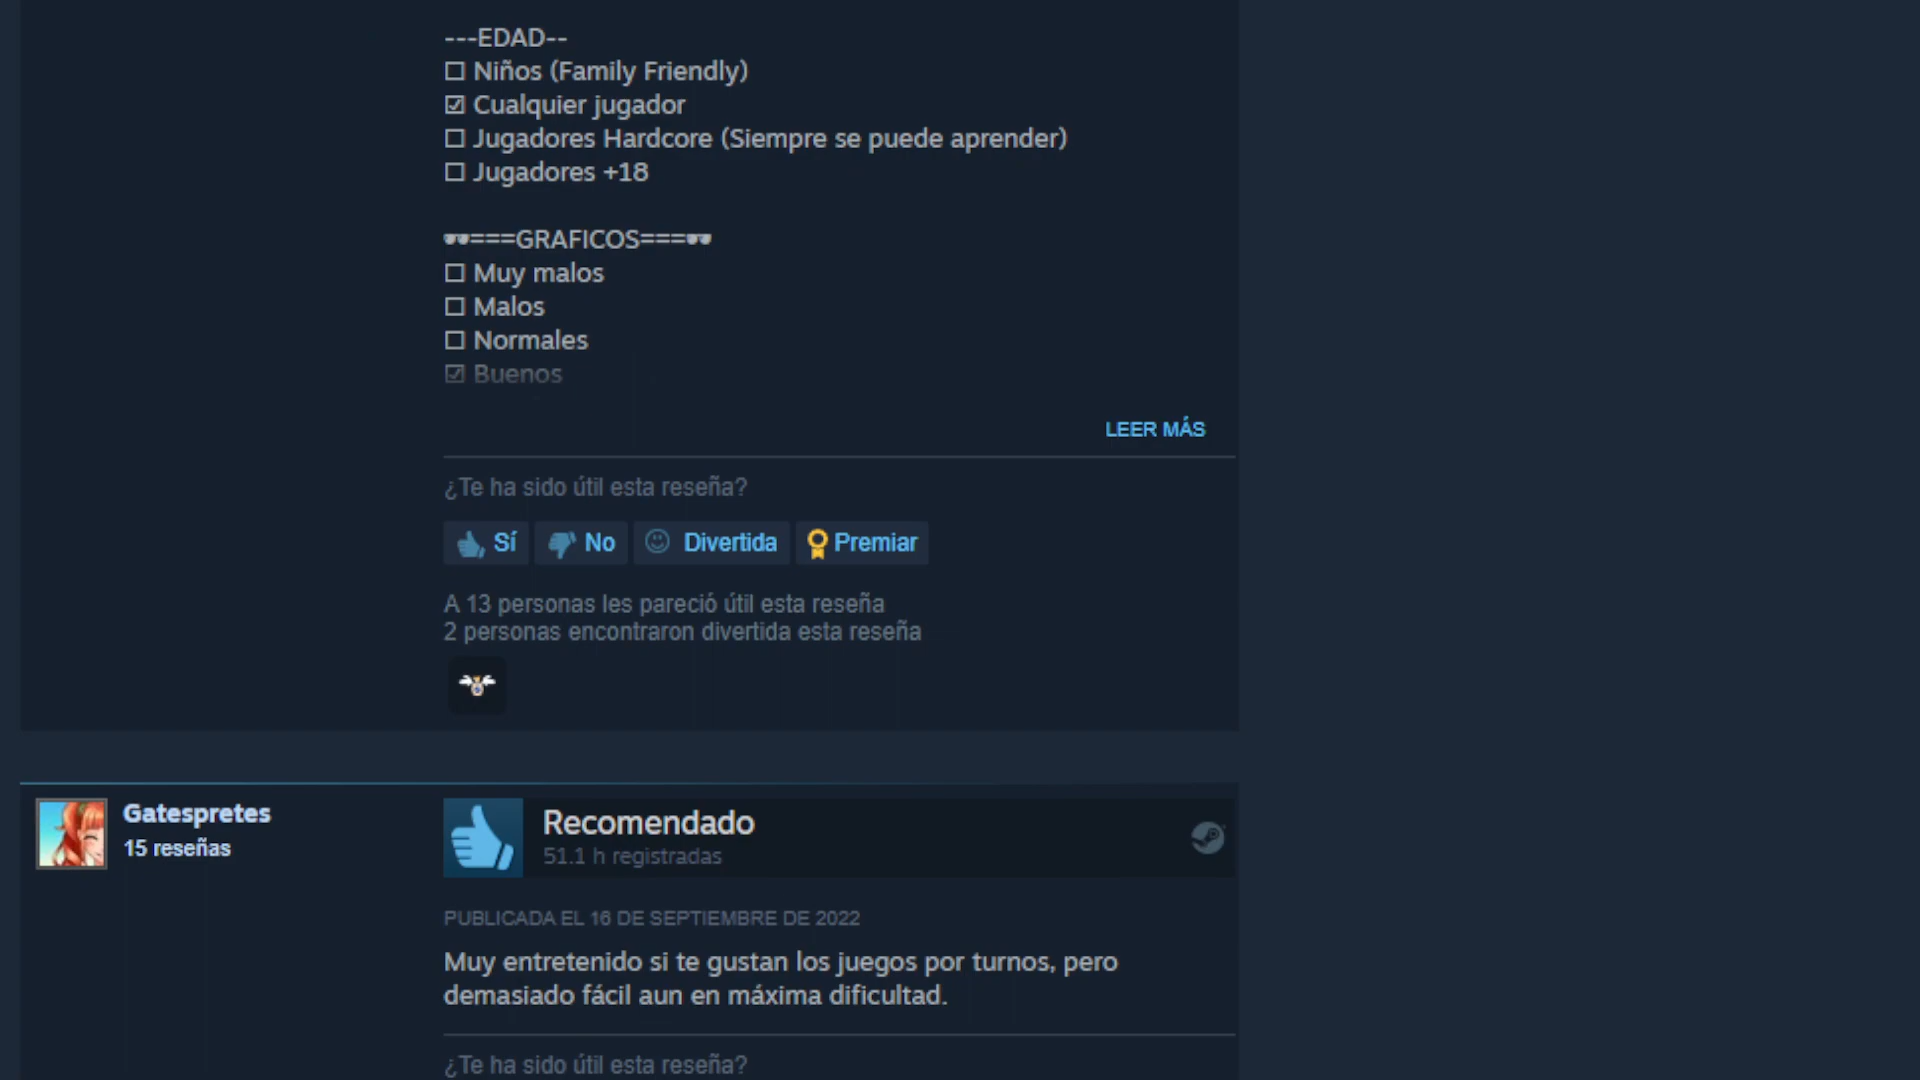 ---EDAD--
☐ Niños (Family Friendly)
☑ Cualquier jugador
☐ Jugadores Hardcore (Siempre se puede aprender)
☐ Jugadores +18
🕶===GRAFICOS===🕶
☐ Muy malos
☐ Malos
☐ Normales
☑ Buenos
LEER MÁS
¿Te ha sido útil esta reseña?
Sí No Divertida Premiar
A 13 personas les pareció útil esta reseña
2 personas encontraron divertida esta reseña
Gatespretes
15 reseñas
Recomendado
51.1 h registradas
PUBLICADA EL 16 DE SEPTIEMBRE DE 2022
Muy entretenido si te gustan los juegos por turnos, pero
demasiado fácil aun en máxima dificultad.
¿Te ha sido útil esta reseña?